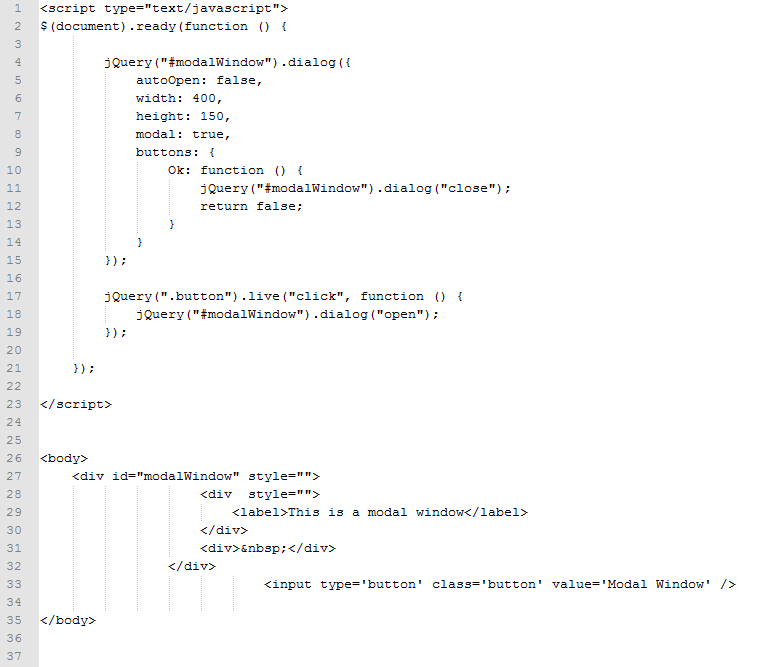 1 <script type="text/javascript">
2 $(document).ready(function () {
3
4 jQuery("#modalWindow").dialog({
5 autoOpen: false,
6 width: 400,
7 height: 150,
8 modal: true,
9 buttons: {
10 Ok: function () {
11 jQuery("#modalWindow").dialog("close");
12 return false;
13 }
14 }
15 });
16
17 jQuery(".button").live("click", function () {
18 jQuery("#modalWindow").dialog("open");
19 });
20
21 });
22
23 </script>
24
25
26 <body>
27 <div id="modalWindow" style="">
28 <div  style="">
29 <label>This is a modal window</label>
30 </div>
31 <div>&nbsp;</div>
32 </div>
33 <input type='button' class='button' value='Modal Window' />
34
35 </body>
36
37